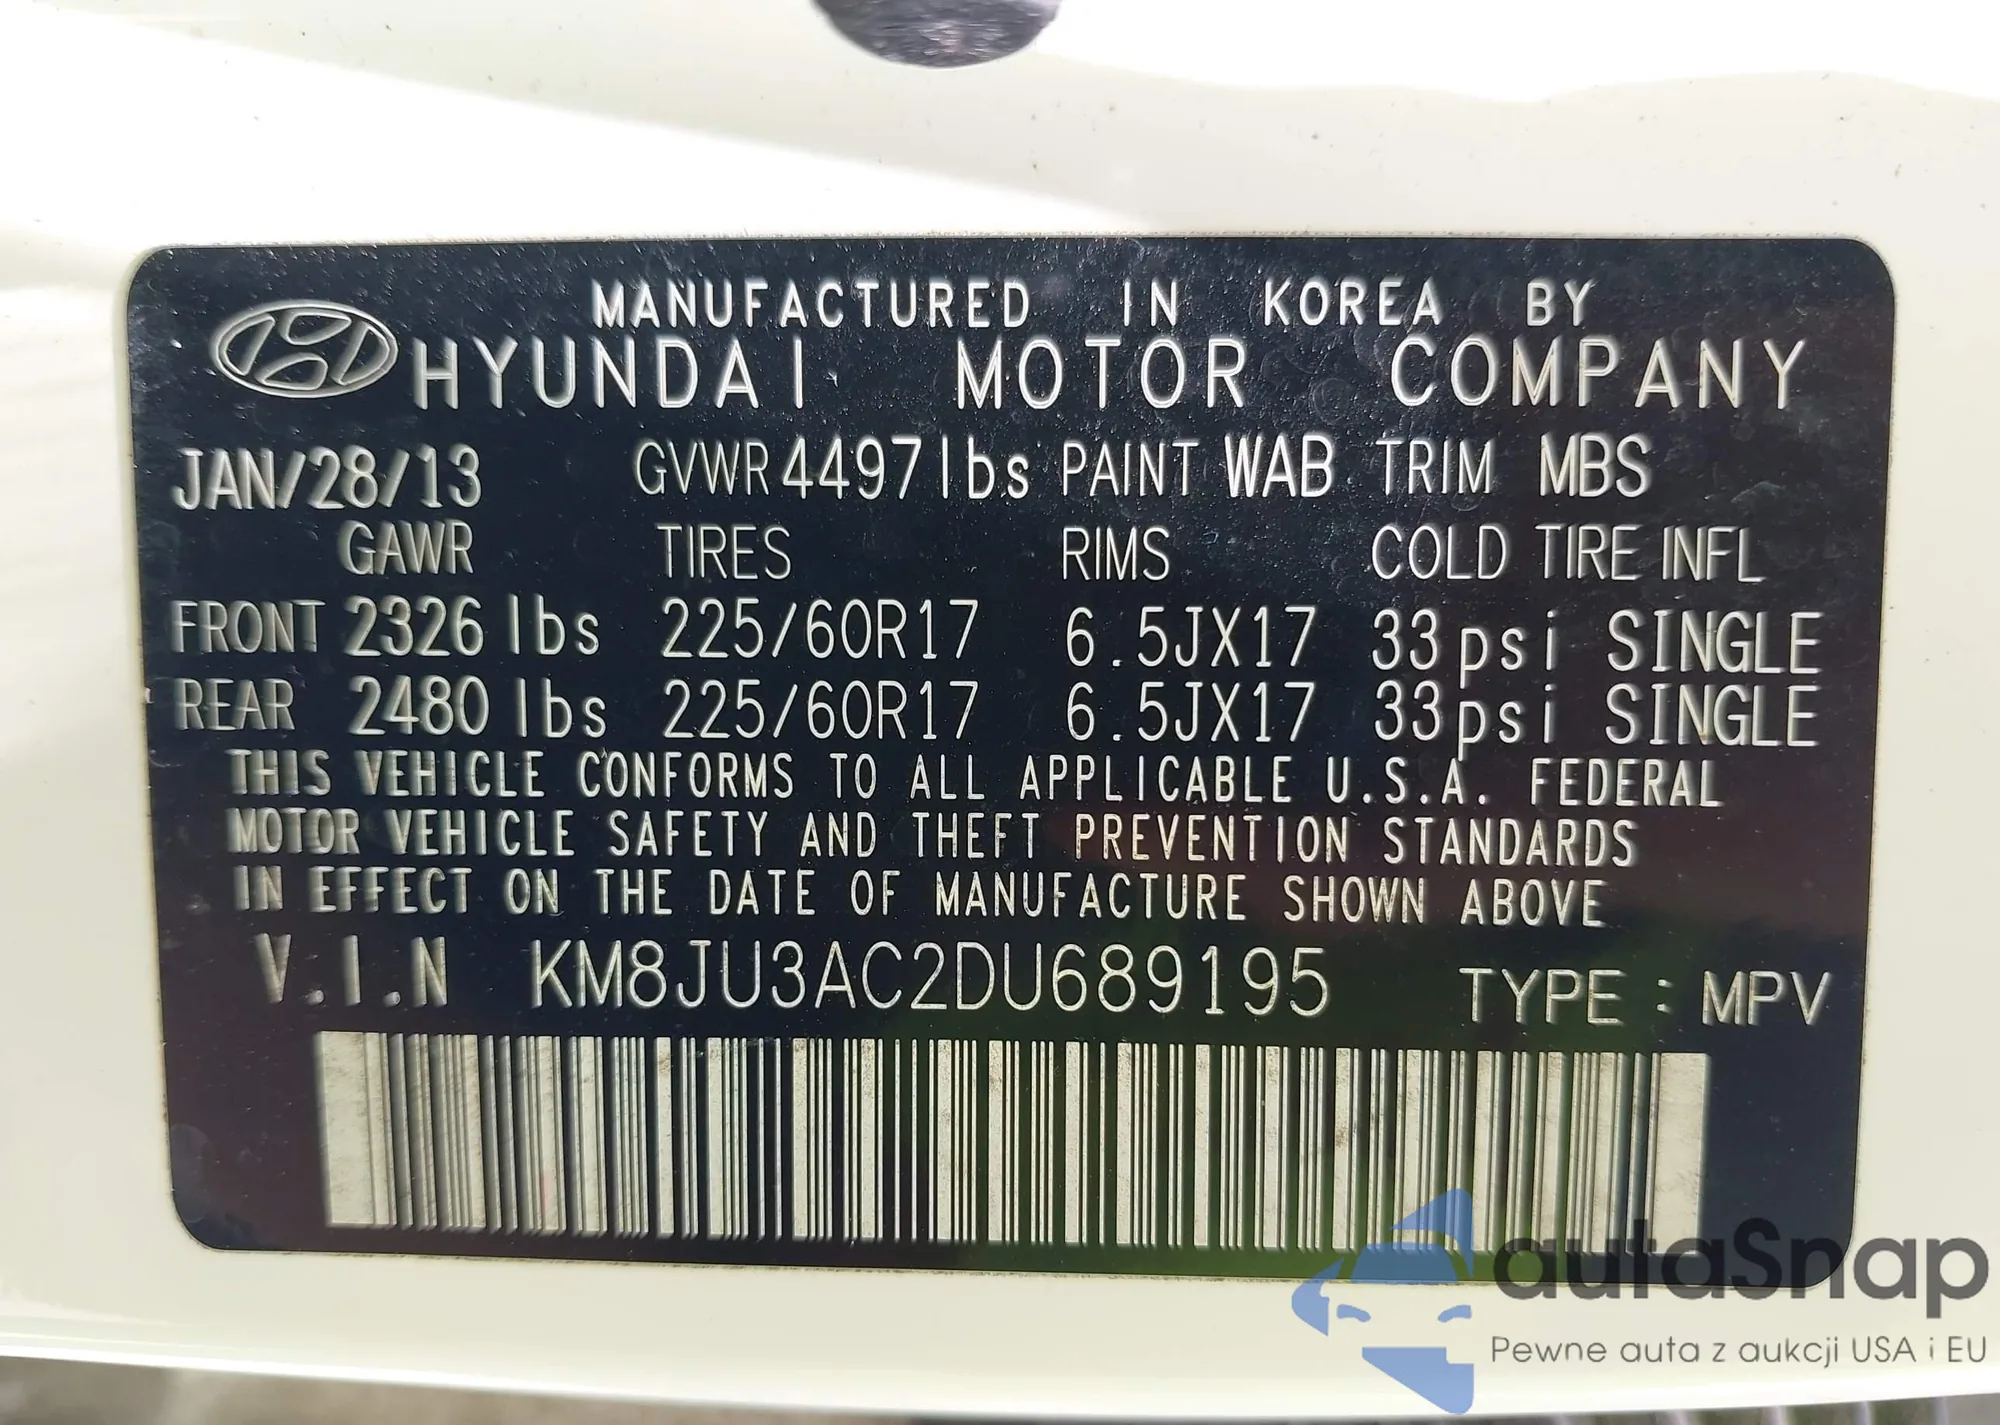 MANUFACTURED IN KOREA BY
HYUNDAI MOTOR COMPANY
JAN/28/13 GVWR 4497 lbs PAINT WAB TRIM MBS
GAWR TIRES RIMS COLD TIRE INFL
FRONT 2326 lbs 225/60R17 6.5JX17 33 psi SINGLE
REAR 2480 lbs 225/60R17 6.5JX17 33 psi SINGLE
THIS VEHICLE CONFORMS TO ALL APPLICABLE U.S.A. FEDERAL
MOTOR VEHICLE SAFETY AND THEFT PREVENTION STANDARDS
IN EFFECT ON THE DATE OF MANUFACTURE SHOWN ABOVE
V.I.N KM8JU3AC2DU689195 TYPE : MPV
autaSnap
Pewne auta z aukcji USA i EU